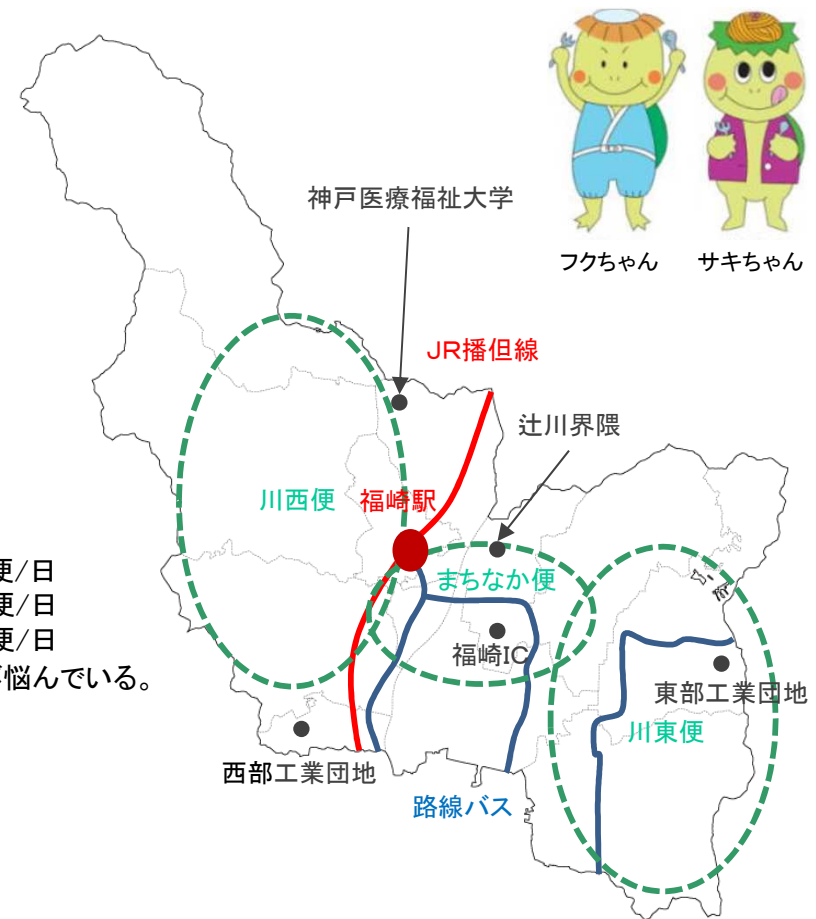 フクちゃん
サキちゃん
神戸医療福祉大学
JR播但線
辻川界隈
川西便
福崎駅
まちなか便
便/日
便/日
便/日
悩んでいる。
福崎IC
東部工業団地
川東便
西部工業団地
路線バス